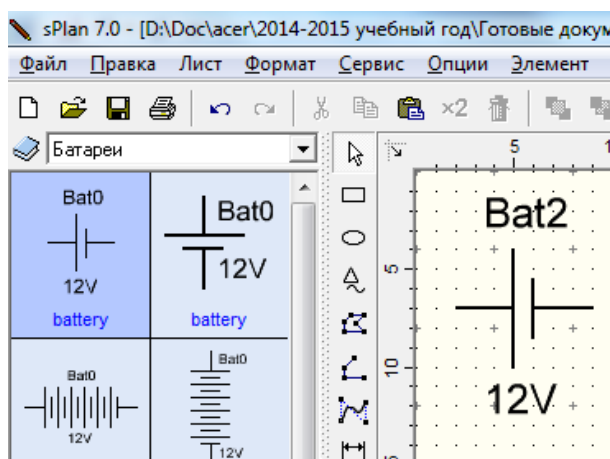 sPlan 7.0 - [D:\Doc\acer\2014-2015 учебный год\Готовые докум
Файл Правка Лист Формат Сервис Опции Элемент
×2
Батареи
5 1
Bat0
12V
battery
Bat0
12V
battery
Bat0
12V
Bat0
12V
5
10
Bat2
12V